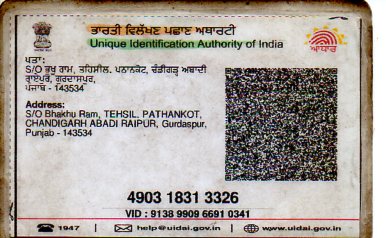 ਭਾਰਤੀ ਵਿਲੱਖਣ ਪਛਾਣ ਅਥਾਰਟੀ
Unique Identification Authority of India
ਆਧਾਰ
ਪਤਾ:
S/O ਭਖੂ ਰਾਮ, ਤਹਿਸੀਲ, ਪਠਾਨਕੋਟ, ਚੰਡੀਗੜ੍ਹ ਅਬਾਦੀ
ਰਾਏਪੁਰ, ਗੁਰਦਾਸਪੁਰ,
ਪੰਜਾਬ - 143534
Address:
S/O Bhakhu Ram, TEHSIL, PATHANKOT,
CHANDIGARH ABADI RAIPUR, Gurdaspur,
Punjab - 143534
4903 1831 3326
VID : 9138 9909 6691 0341
1947 | help@uidai.gov.in | www.uidai.gov.in